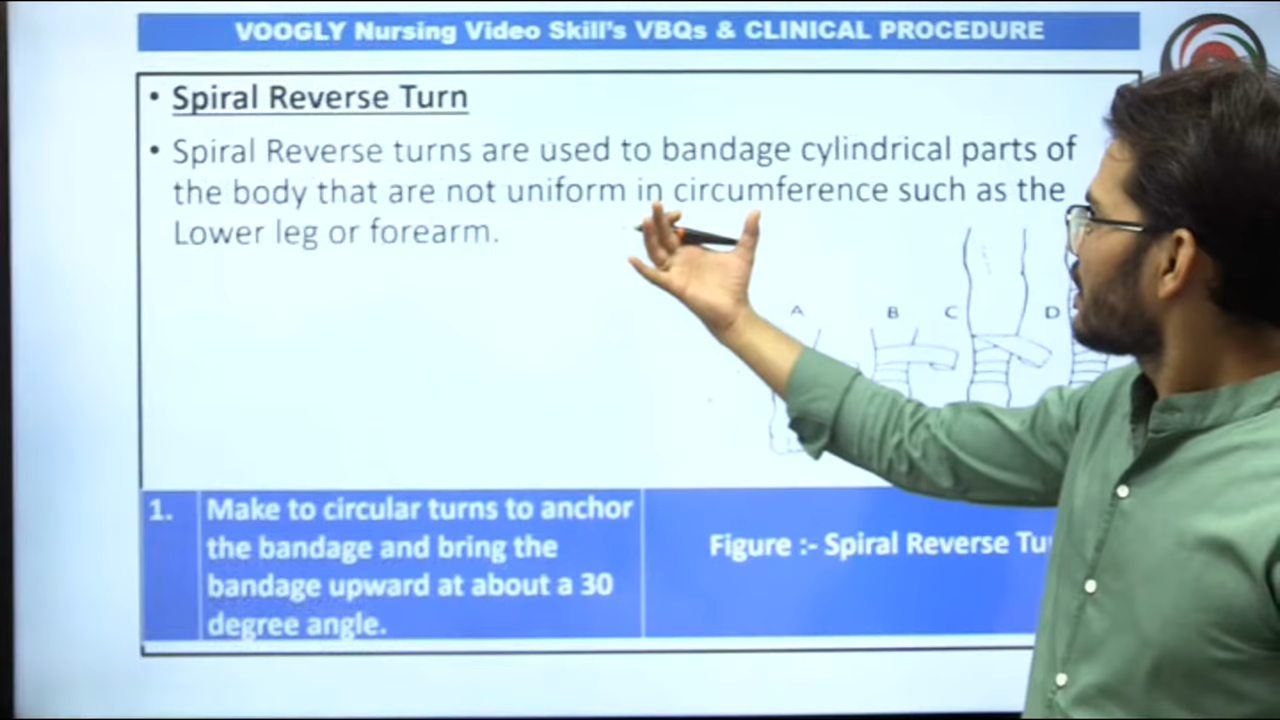 VOOGLY Nursing Video Skill's VBQs & CLINICAL PROCEDURE
• Spiral Reverse Turn
• Spiral Reverse turns are used to bandage cylindrical parts of
the body that are not uniform in circumference such as the
Lower leg or forearm.
A B C D
1. Make to circular turns to anchor
the bandage and bring the
bandage upward at about a 30
degree angle.
Figure :- Spiral Reverse Tu